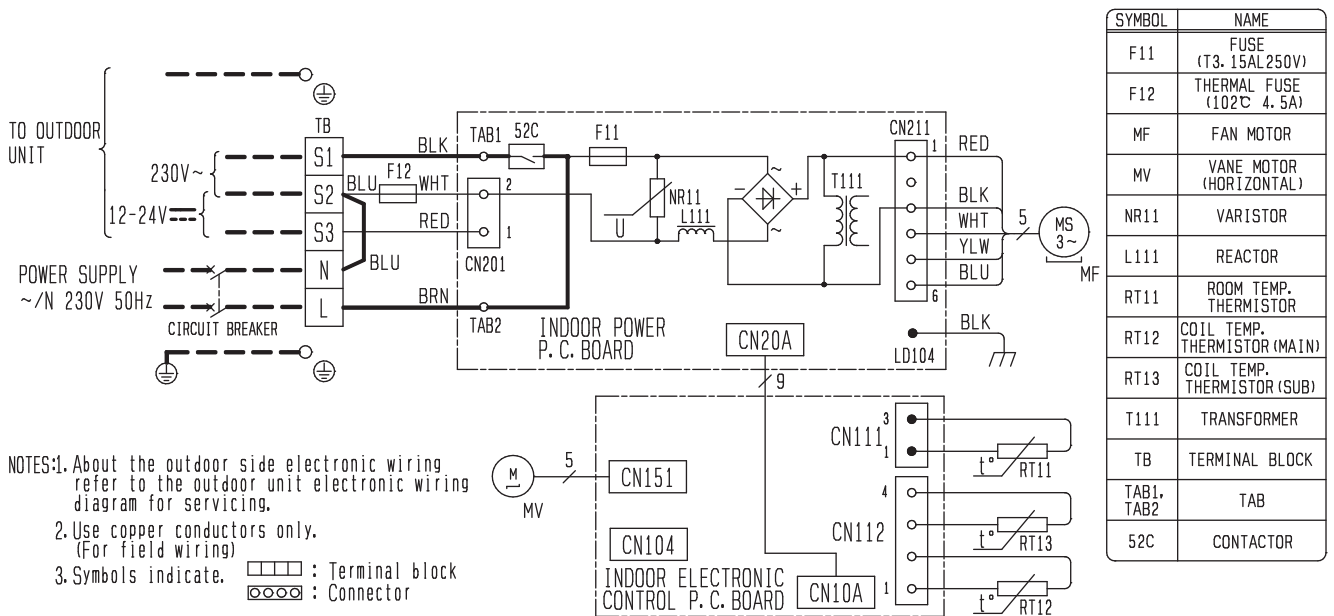 TO OUTDOOR
UNIT
230V~
12-24V
POWER SUPPLY
~/N 230V 50Hz
CIRCUIT BREAKER
TB
S1
S2
S3
N
L
BLK
BLU
F12
WHT
RED
BLU
BRN
TAB1
52C
F11
2
1
CN201
TAB2
NR11
U
L111
~
~
-
+
T111
CN211
1
6
RED
BLK
WHT
YLW
BLU
5
MS
3~
MF
BLK
LD104
INDOOR POWER
P.C.BOARD
CN20A
9
CN111
3
1
t°
RT11
CN112
4
1
t°
RT13
t°
RT12
M
MV
5
CN151
CN104
INDOOR ELECTRONIC
CONTROL P.C.BOARD
CN10A
NOTES:1. About the outdoor side electronic wiring
refer to the outdoor unit electronic wiring
diagram for servicing.
2. Use copper conductors only.
(For field wiring)
3. Symbols indicate.
: Terminal block
: Connector
SYMBOL NAME
F11 FUSE
(T3.15AL250V)
F12 THERMAL FUSE
(102℃ 4.5A)
MF FAN MOTOR
MV VANE MOTOR
(HORIZONTAL)
NR11 VARISTOR
L111 REACTOR
RT11 ROOM TEMP.
THERMISTOR
RT12 COIL TEMP.
THERMISTOR(MAIN)
RT13 COIL TEMP.
THERMISTOR(SUB)
T111 TRANSFORMER
TB TERMINAL BLOCK
TAB1,
TAB2 TAB
52C CONTACTOR